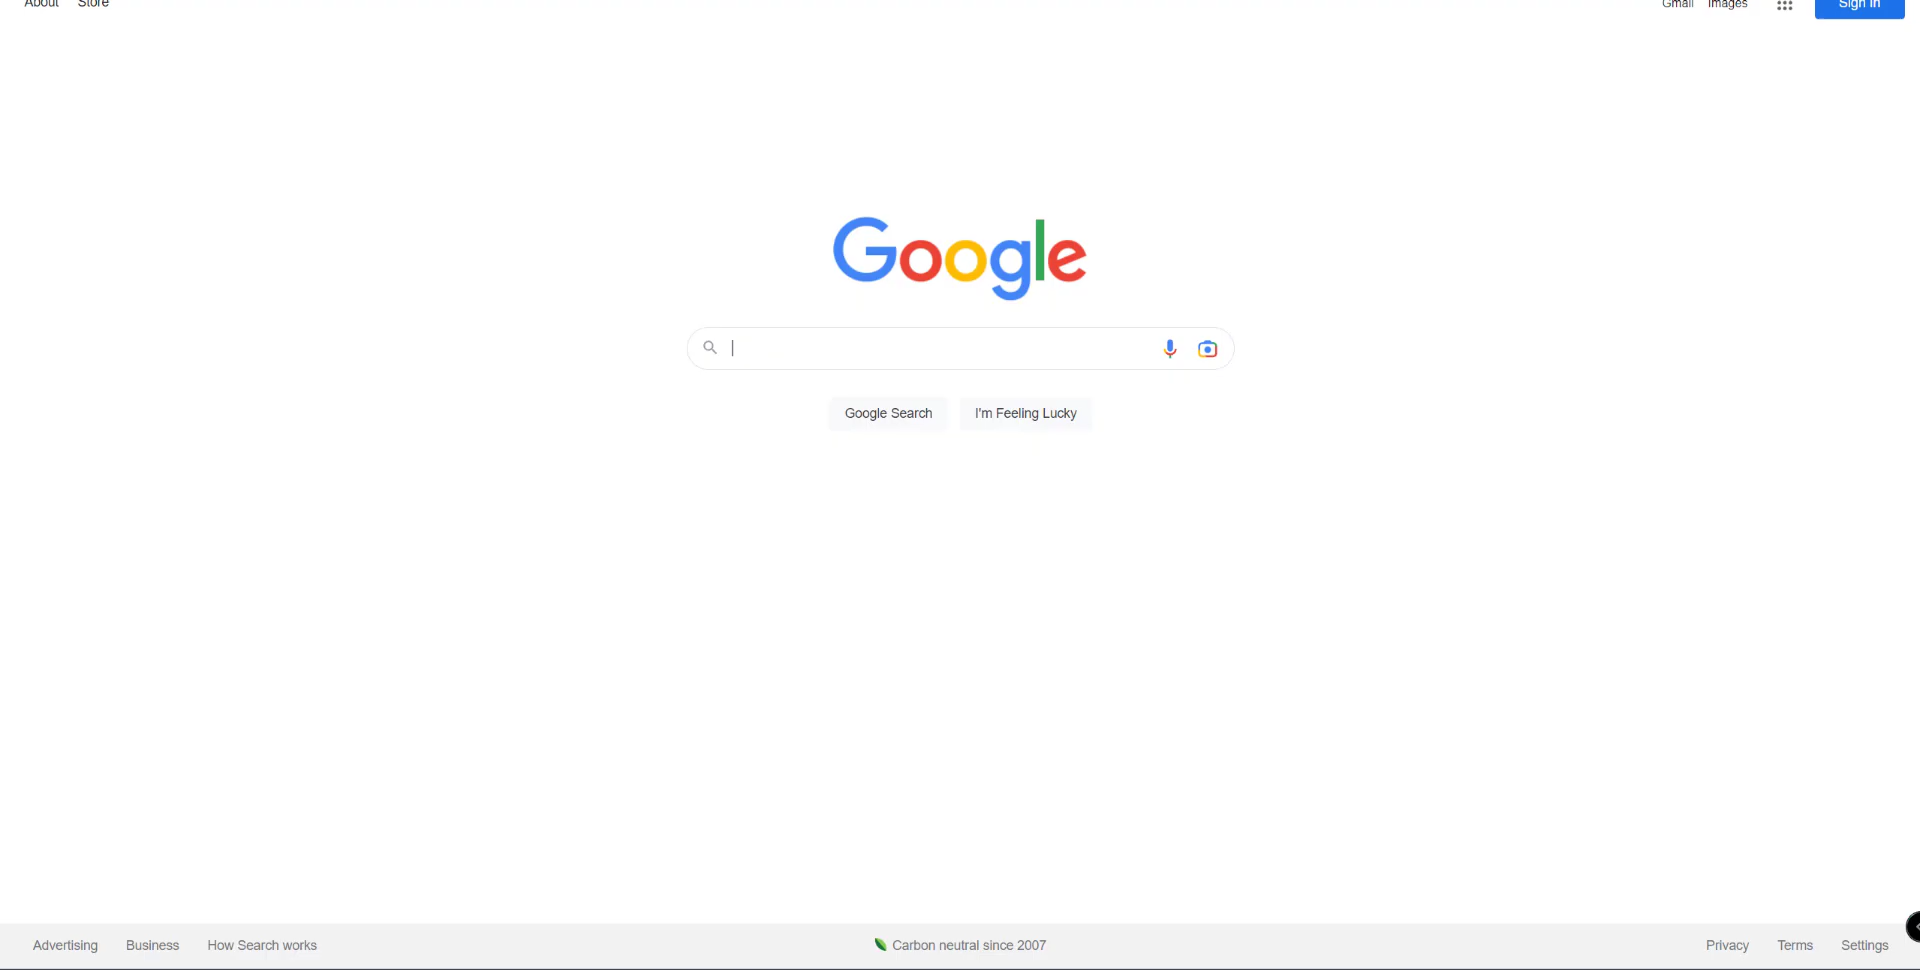 About Store Gmail Images Sign in
Google
Google Search I'm Feeling Lucky
Advertising Business How Search works Carbon neutral since 2007 Privacy Terms Settings